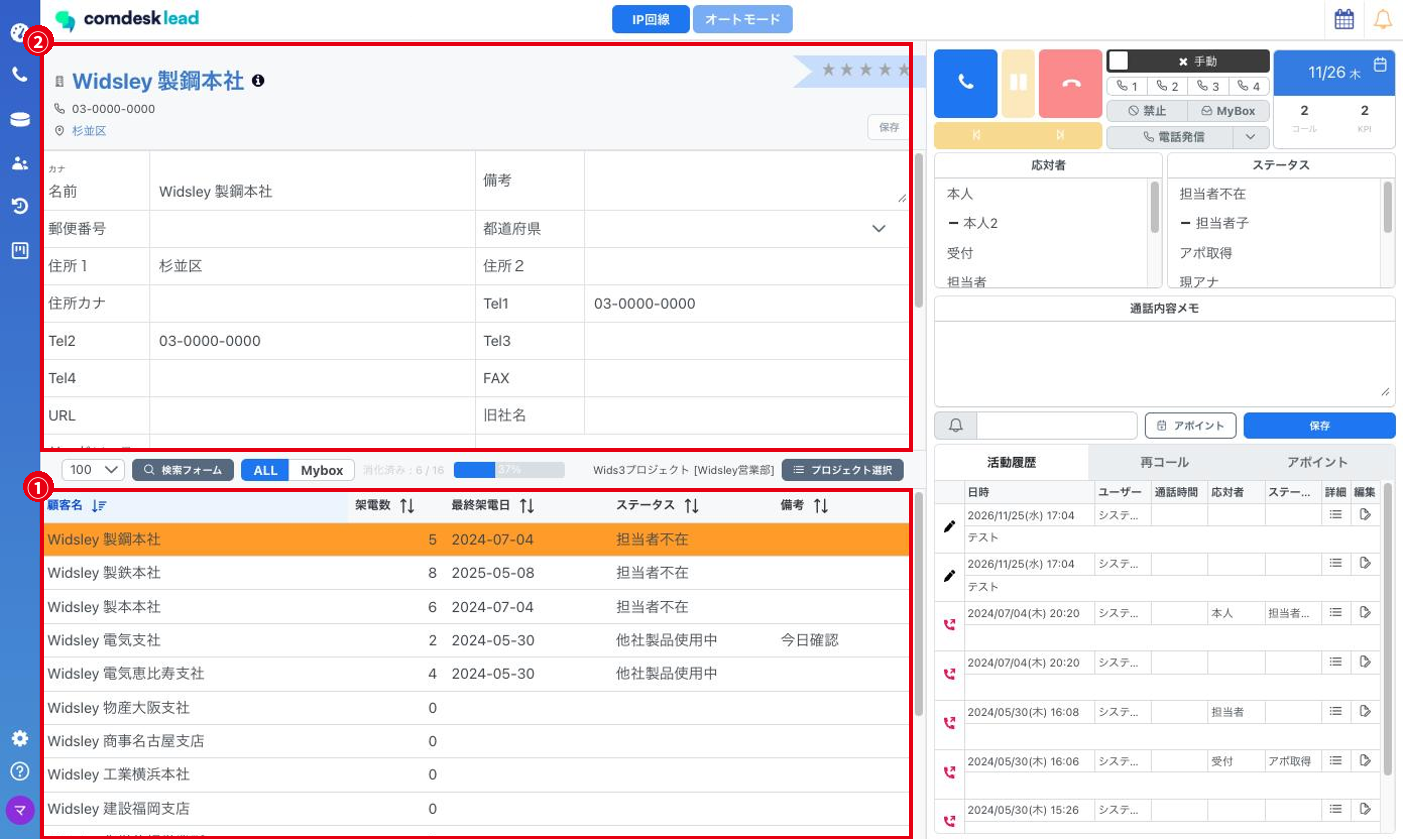 comdesk lead
IP回線 オートモード
②
Widsley 製鋼本社
03-0000-0000
杉並区
保存
カナ
名前 Widsley 製鋼本社 備考
郵便番号 都道府県
住所1 杉並区 住所2
住所カナ Tel1 03-0000-0000
Tel2 03-0000-0000 Tel3
Tel4 FAX
URL 旧社名
100 検索フォーム ALL Mybox 消化済み : 6 / 16 37% Wids3プロジェクト [Widsley営業部] プロジェクト選択
①
顧客名 架電数 最終架電日 ステータス 備考
Widsley 製鋼本社 5 2024-07-04 担当者不在
Widsley 製鉄本社 8 2025-05-08 担当者不在
Widsley 製本本社 6 2024-07-04 担当者不在
Widsley 電気支社 2 2024-05-30 他社製品使用中 今日確認
Widsley 電気恵比寿支社 4 2024-05-30 他社製品使用中
Widsley 物産大阪支社 0
Widsley 商事名古屋支店 0
Widsley 工業横浜本社 0
Widsley 建設福岡支店 0
マ
手動
1 2 3 4
禁止 MyBox
電話発信
11/26 木
2 2
コール KPI
応対者 ステータス
本人 担当者不在
ー 本人2 ー 担当者子
受付 アポ取得
担当者 現アナ
通話内容メモ
アポイント 保存
活動履歴 再コール アポイント
日時 ユーザー 通話時間 応対者 ステー... 詳細 編集
2026/11/25(水) 17:04 システ...
テスト
2026/11/25(水) 17:04 システ...
テスト
2024/07/04(木) 20:20 システ... 本人 担当者...
2024/07/04(木) 20:20 システ...
2024/05/30(木) 16:08 システ... 担当者
2024/05/30(木) 16:06 システ... 受付 アポ取得
2024/05/30(木) 15:26 システ...